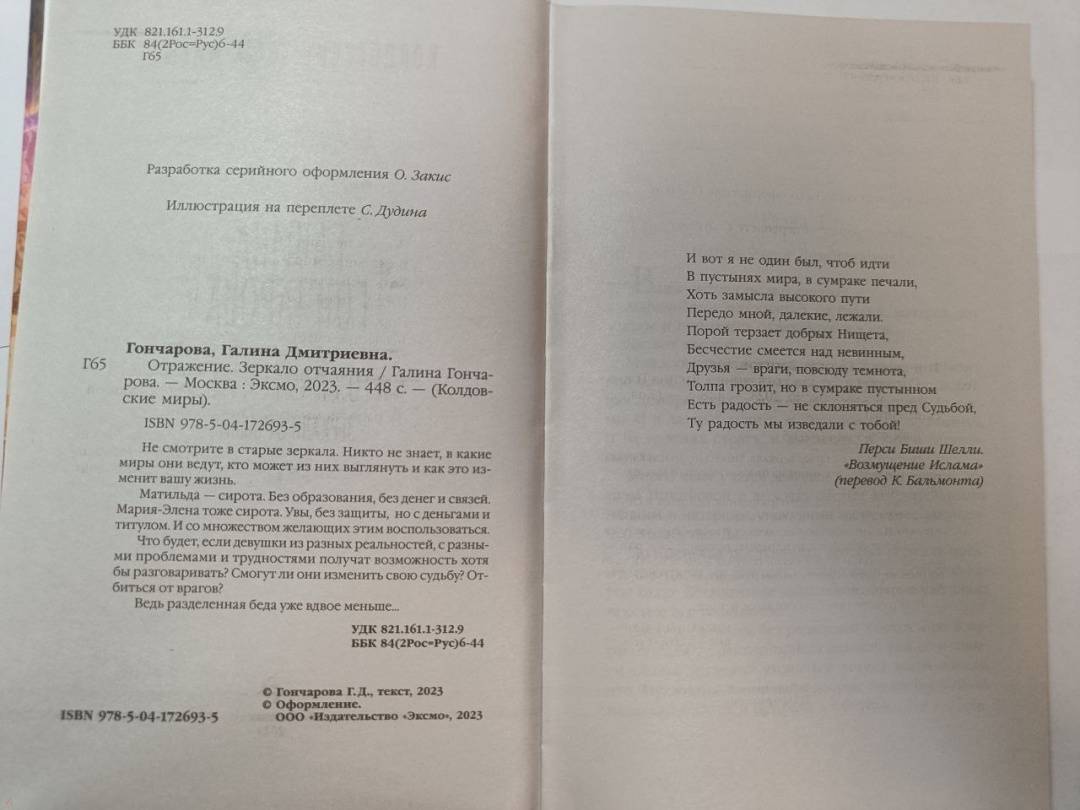 УДК 821.161.1-312.9
ББК 84(2Рос=Рус)6-44
Г65
Разработка серийного оформления О. Закис
Иллюстрация на переплете С. Дудина
Гончарова, Галина Дмитриевна.
Г65 Отражение. Зеркало отчаяния / Галина Гонча-
рова. — Москва : Эксмо, 2023. — 448 с. — (Колдов-
ские миры).
ISBN 978-5-04-172693-5
Не смотрите в старые зеркала. Никто не знает, в какие
миры они ведут, кто может из них выглянуть и как это из-
менит вашу жизнь.
Матильда — сирота. Без образования, без денег и связей.
Мария-Элена тоже сирота. Увы, без защиты, но с деньгами и
титулом. И со множеством желающих этим воспользоваться.
Что будет, если девушки из разных реальностей, с разны-
ми проблемами и трудностями получат возможность хотя
бы разговаривать? Смогут ли они изменить свою судьбу? От-
биться от врагов?
Ведь разделенная беда уже вдвое меньше...
УДК 821.161.1-312.9
ББК 84(2Рос=Рус)6-44
© Гончарова Г.Д., текст, 2023
© Оформление.
ООО «Издательство «Эксмо», 2023
ISBN 978-5-04-172693-5
И вот я не один был, чтоб идти
В пустынях мира, в сумраке печали,
Хоть замысла высокого пути
Передо мной, далекие, лежали.
Порой терзает добрых Нищета,
Бесчестие смеется над невинным,
Друзья — враги, повсюду темнота,
Толпа грозит, но в сумраке пустынном
Есть радость — не склоняться пред Судьбой,
Ту радость мы изведали с тобой!
Перси Биши Шелли.
«Возмущение Ислама»
(перевод К. Бальмонта)